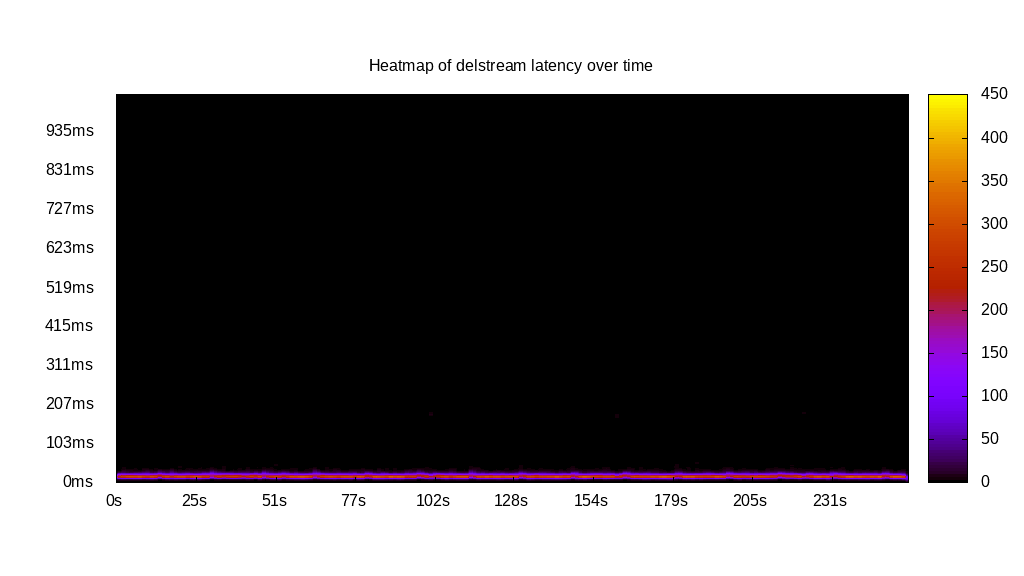 Heatmap of delstream latency over time
935ms
831ms
727ms
623ms
519ms
415ms
311ms
207ms
103ms
0ms
0s 25s 51s 77s 102s 128s 154s 179s 205s 231s
450
400
350
300
250
200
150
100
50
0